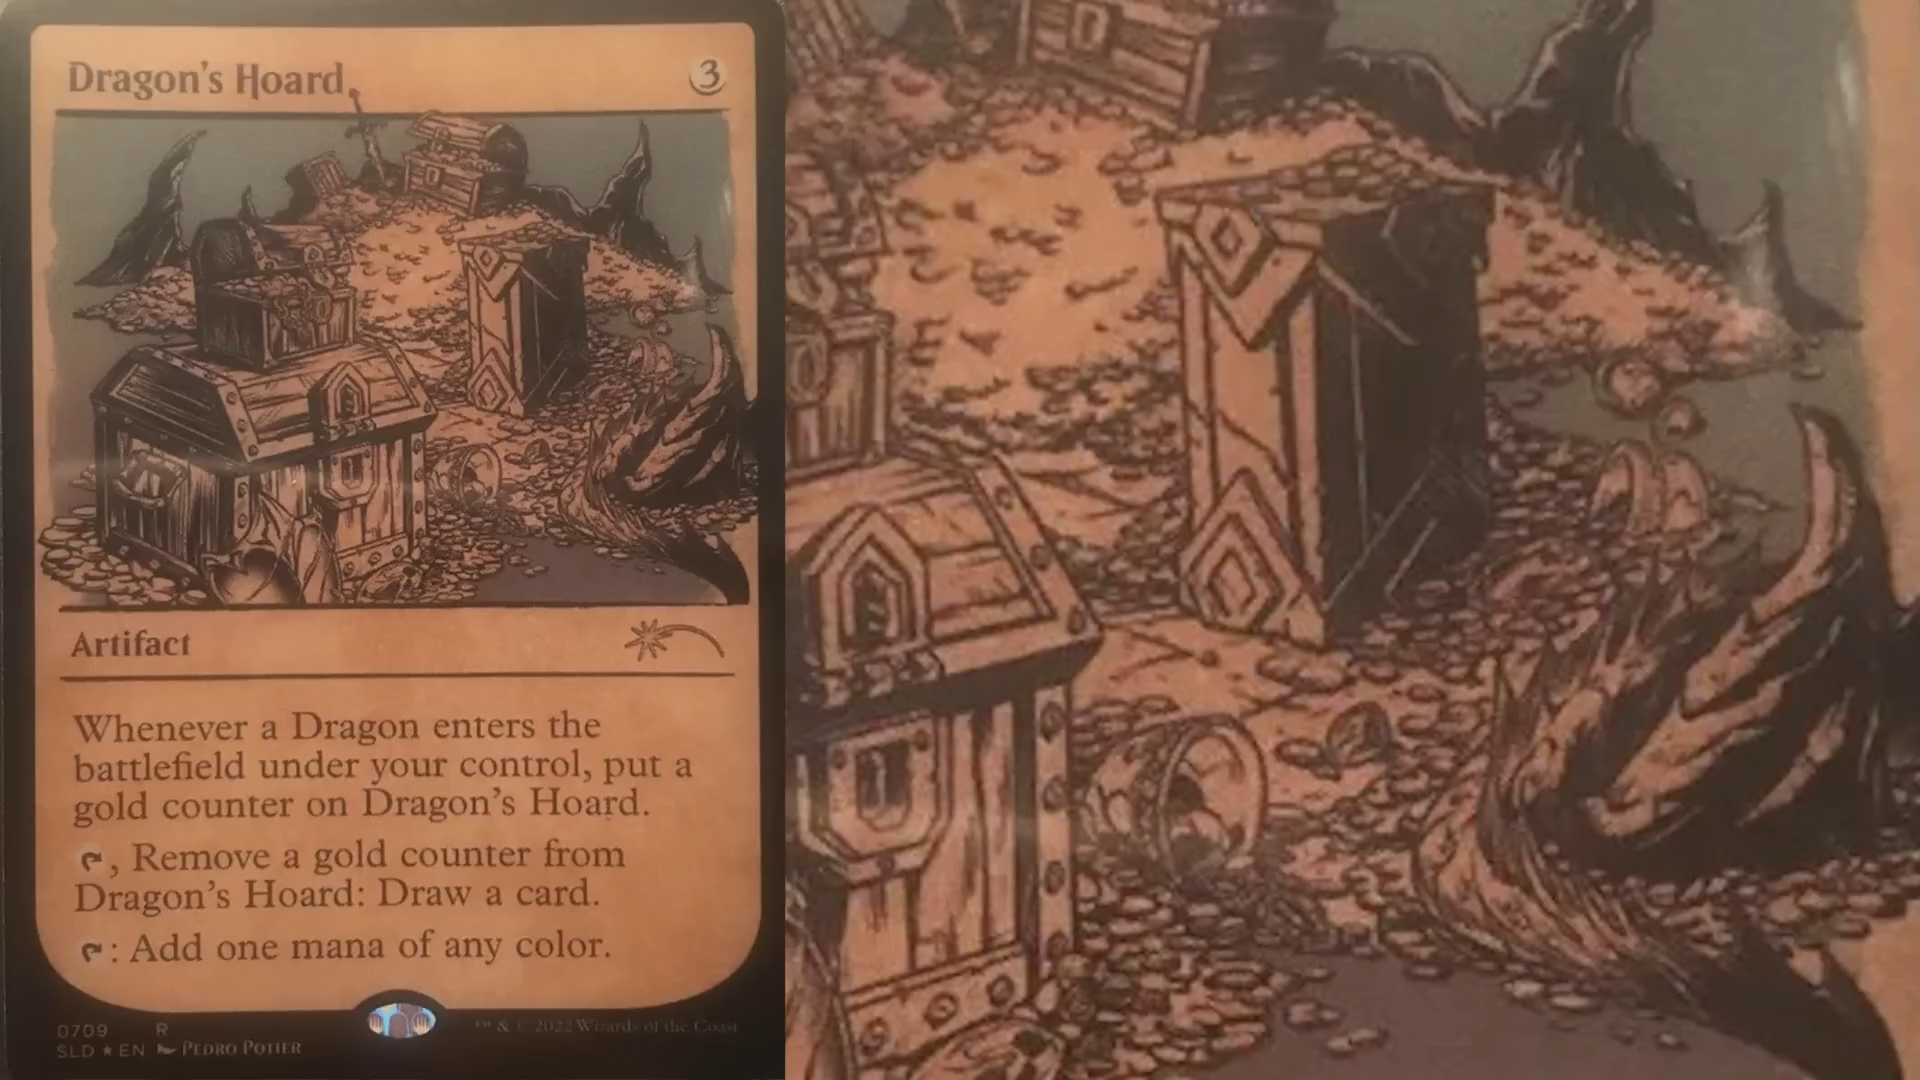 Dragon's Hoard
3
Artifact
Whenever a Dragon enters the
battlefield under your control, put a
gold counter on Dragon's Hoard.
, Remove a gold counter from
Dragon's Hoard: Draw a card.
: Add one mana of any color.
0709 R
™ & © 2022 Wizards of the Coast
SLD ★ EN PEDRO POTIER